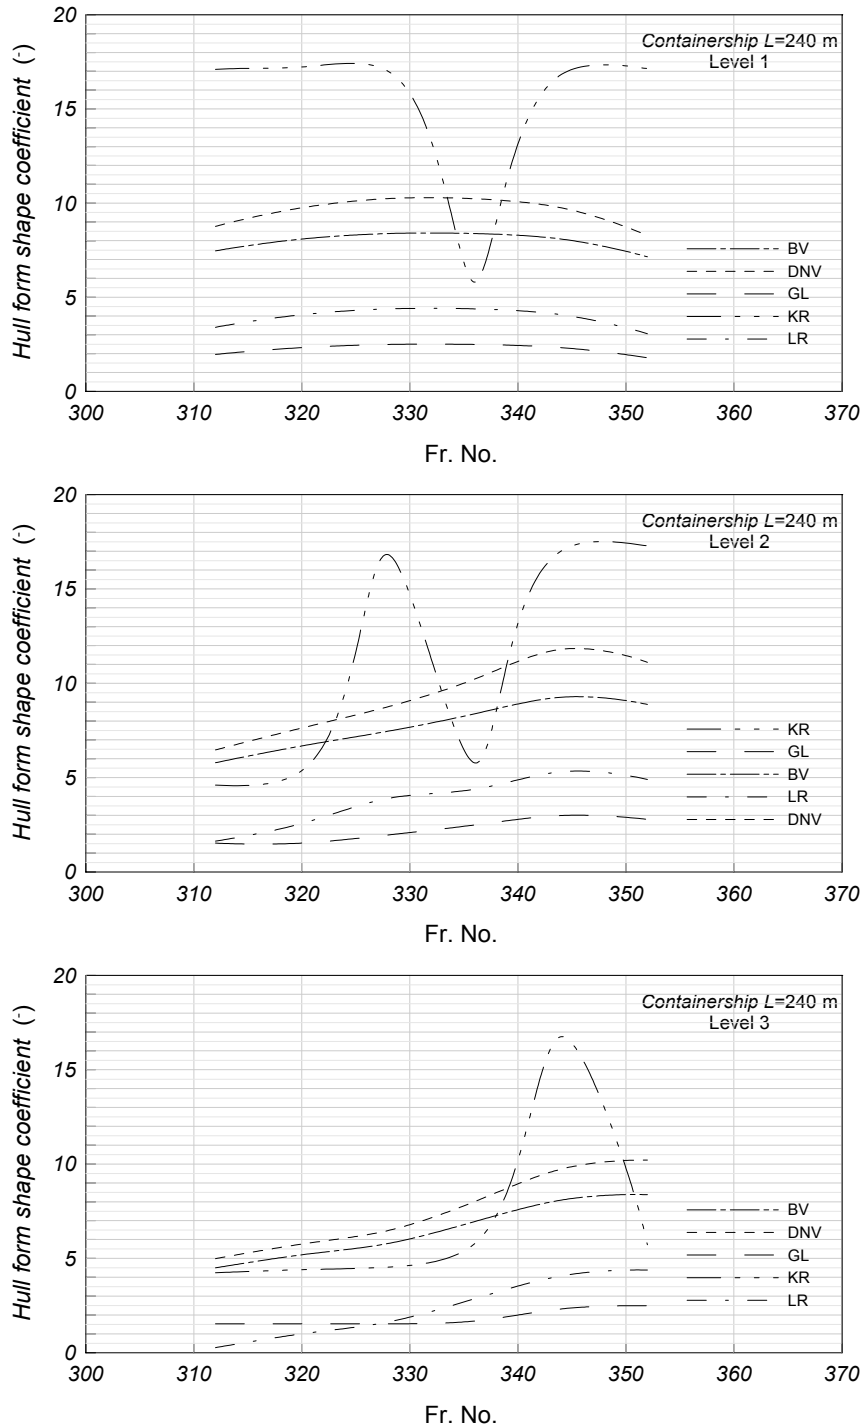 20
Containership L=240 m
Level 1
15
10
5
0
Hull form shape coefficient (-)
BV
DNV
GL
KR
LR
300 310 320 330 340 350 360 370
Fr. No.
20
Containership L=240 m
Level 2
15
10
5
0
Hull form shape coefficient (-)
KR
GL
BV
LR
DNV
300 310 320 330 340 350 360 370
Fr. No.
20
Containership L=240 m
Level 3
15
10
5
0
Hull form shape coefficient (-)
BV
DNV
GL
KR
LR
300 310 320 330 340 350 360 370
Fr. No.